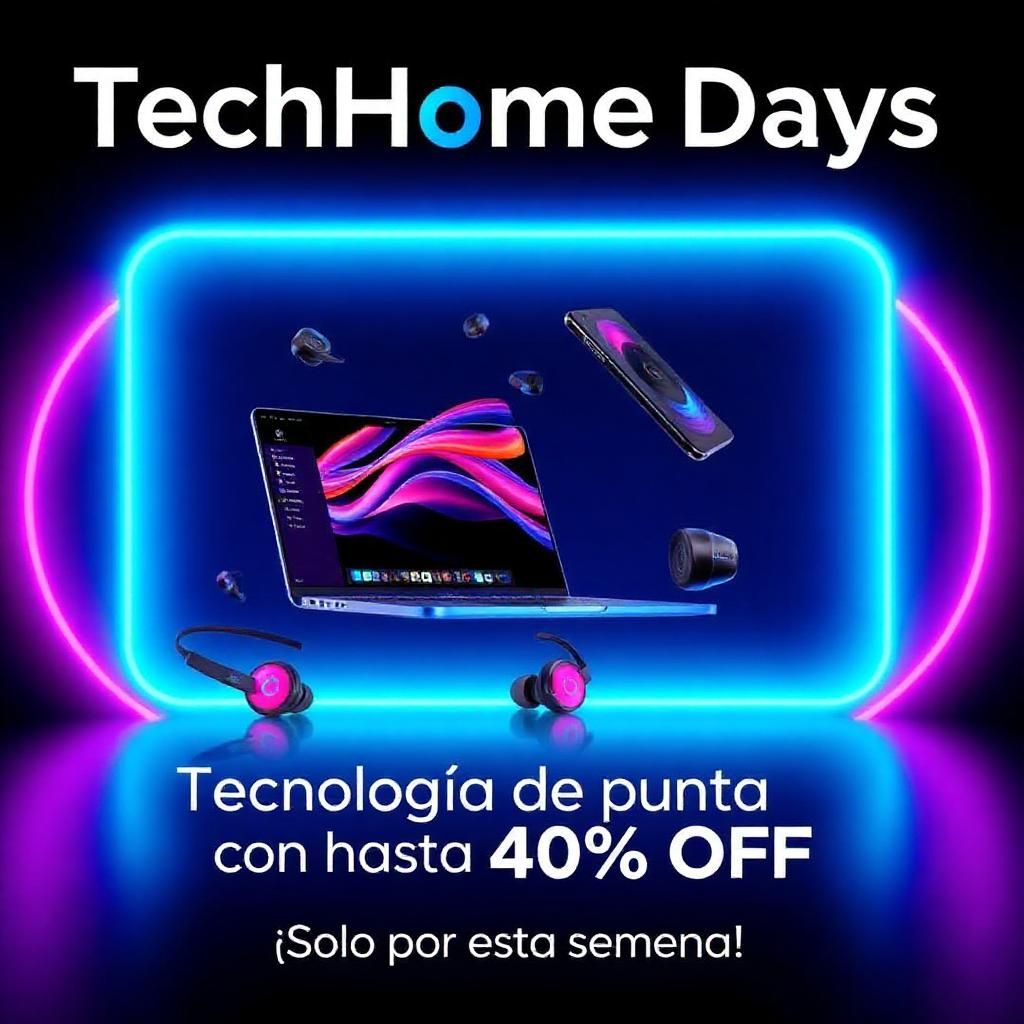 TechHome Days
Tecnología de punta
con hasta 40% OFF
¡Solo por esta semena!